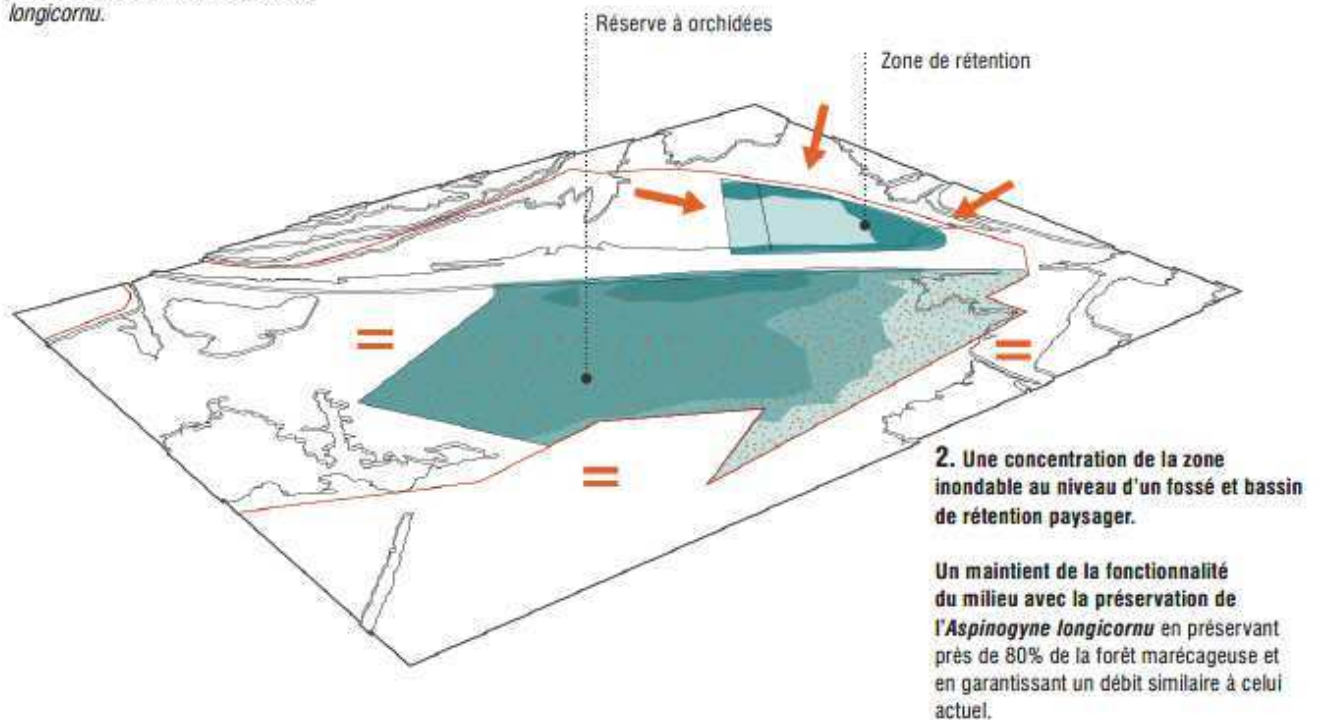 longicornu.
Réserve à orchidées
Zone de rétention
2. Une concentration de la zone
inondable au niveau d'un fossé et bassin
de rétention paysager.
Un maintient de la fonctionnalité
du milieu avec la préservation de
l'Aspinogyne longicornu en préservant
près de 80% de la forêt marécageuse et
en garantissant un débit similaire à celui
actuel.